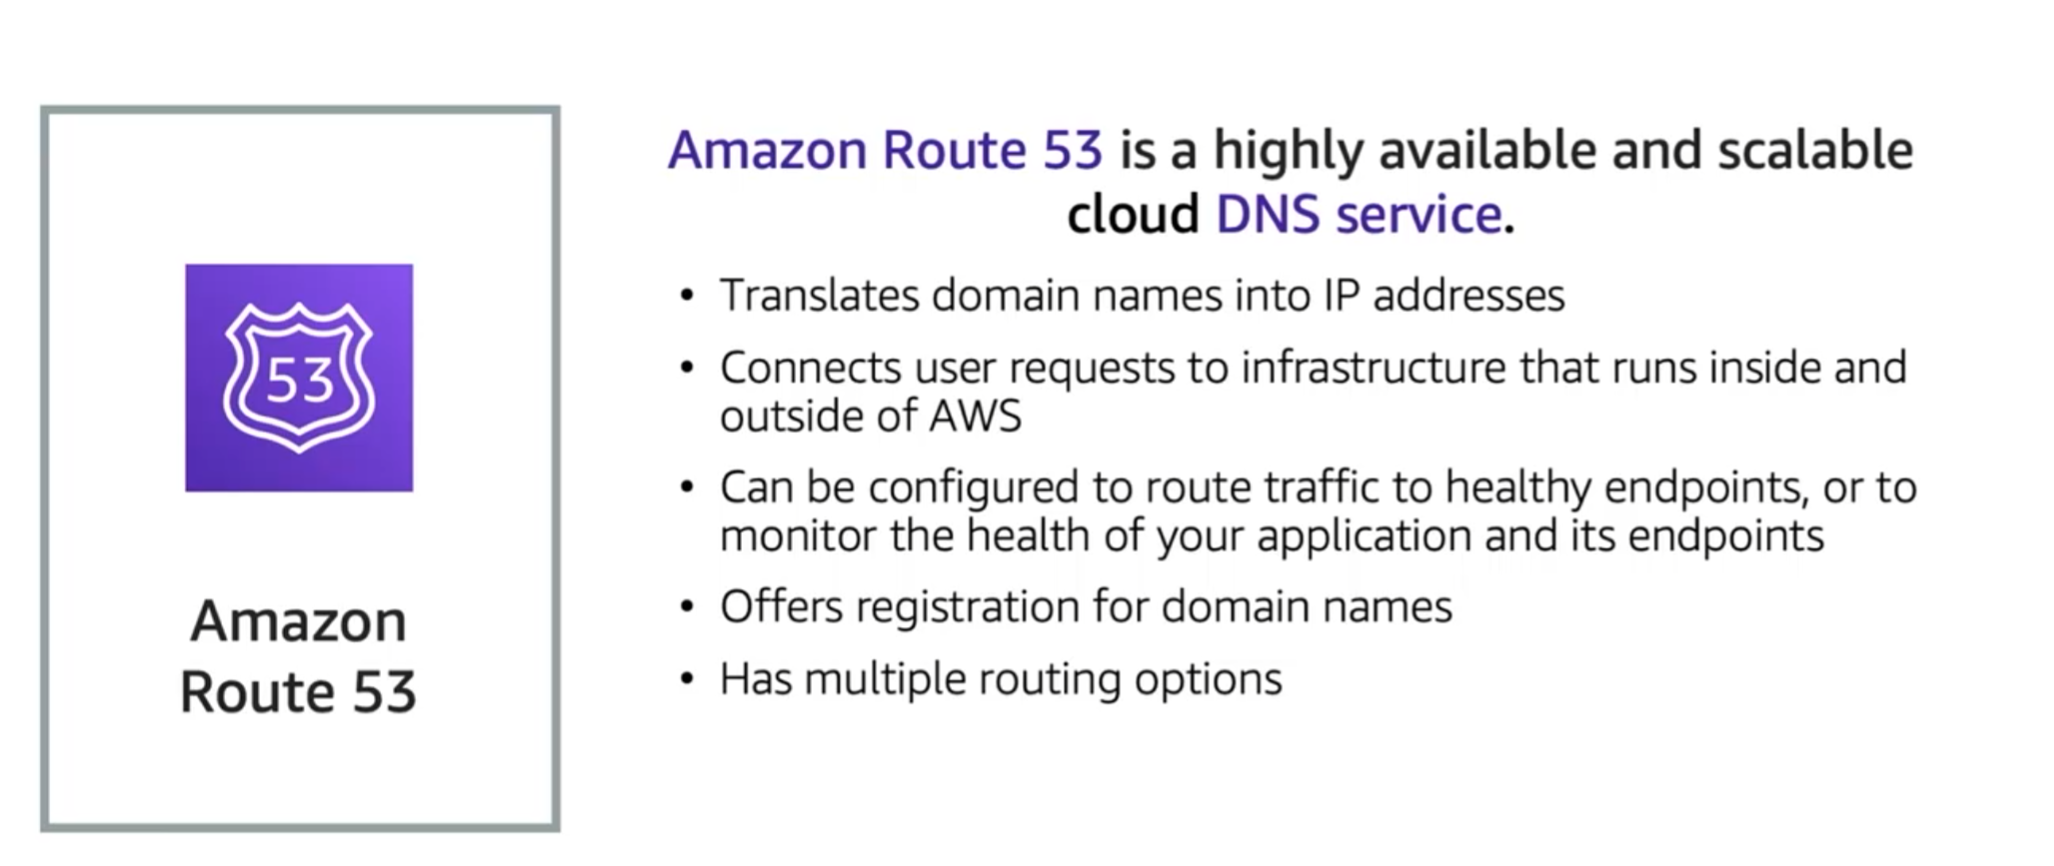 Amazon Route 53 is a highly available and scalable
cloud DNS service.
• Translates domain names into IP addresses
• Connects user requests to infrastructure that runs inside and
outside of AWS
• Can be configured to route traffic to healthy endpoints, or to
monitor the health of your application and its endpoints
• Offers registration for domain names
• Has multiple routing options
53
Amazon
Route 53